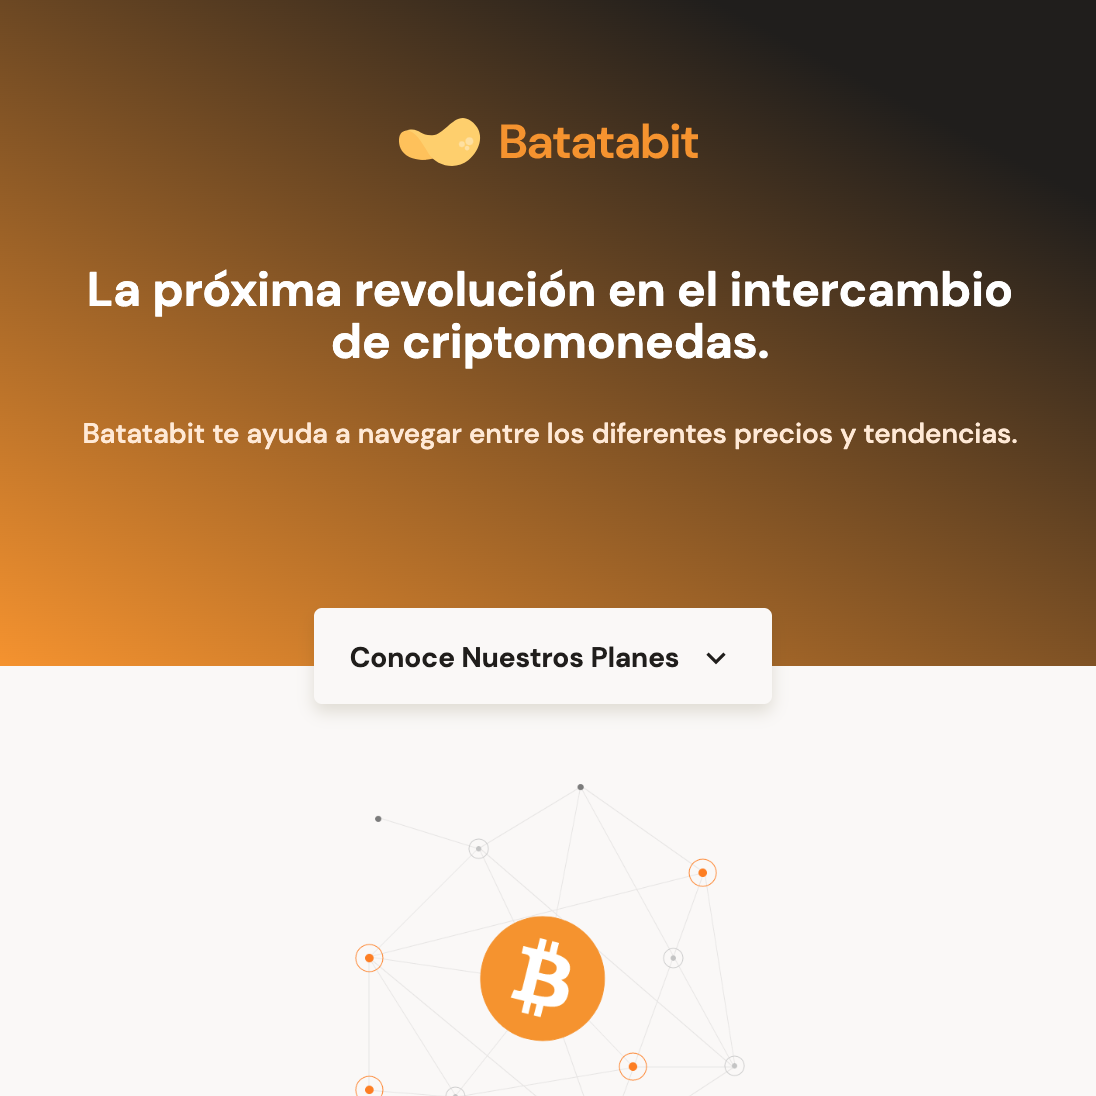 Batatabit
La próxima revolución en el intercambio
de criptomonedas.
Batatabit te ayuda a navegar entre los diferentes precios y tendencias.
Conoce Nuestros Planes